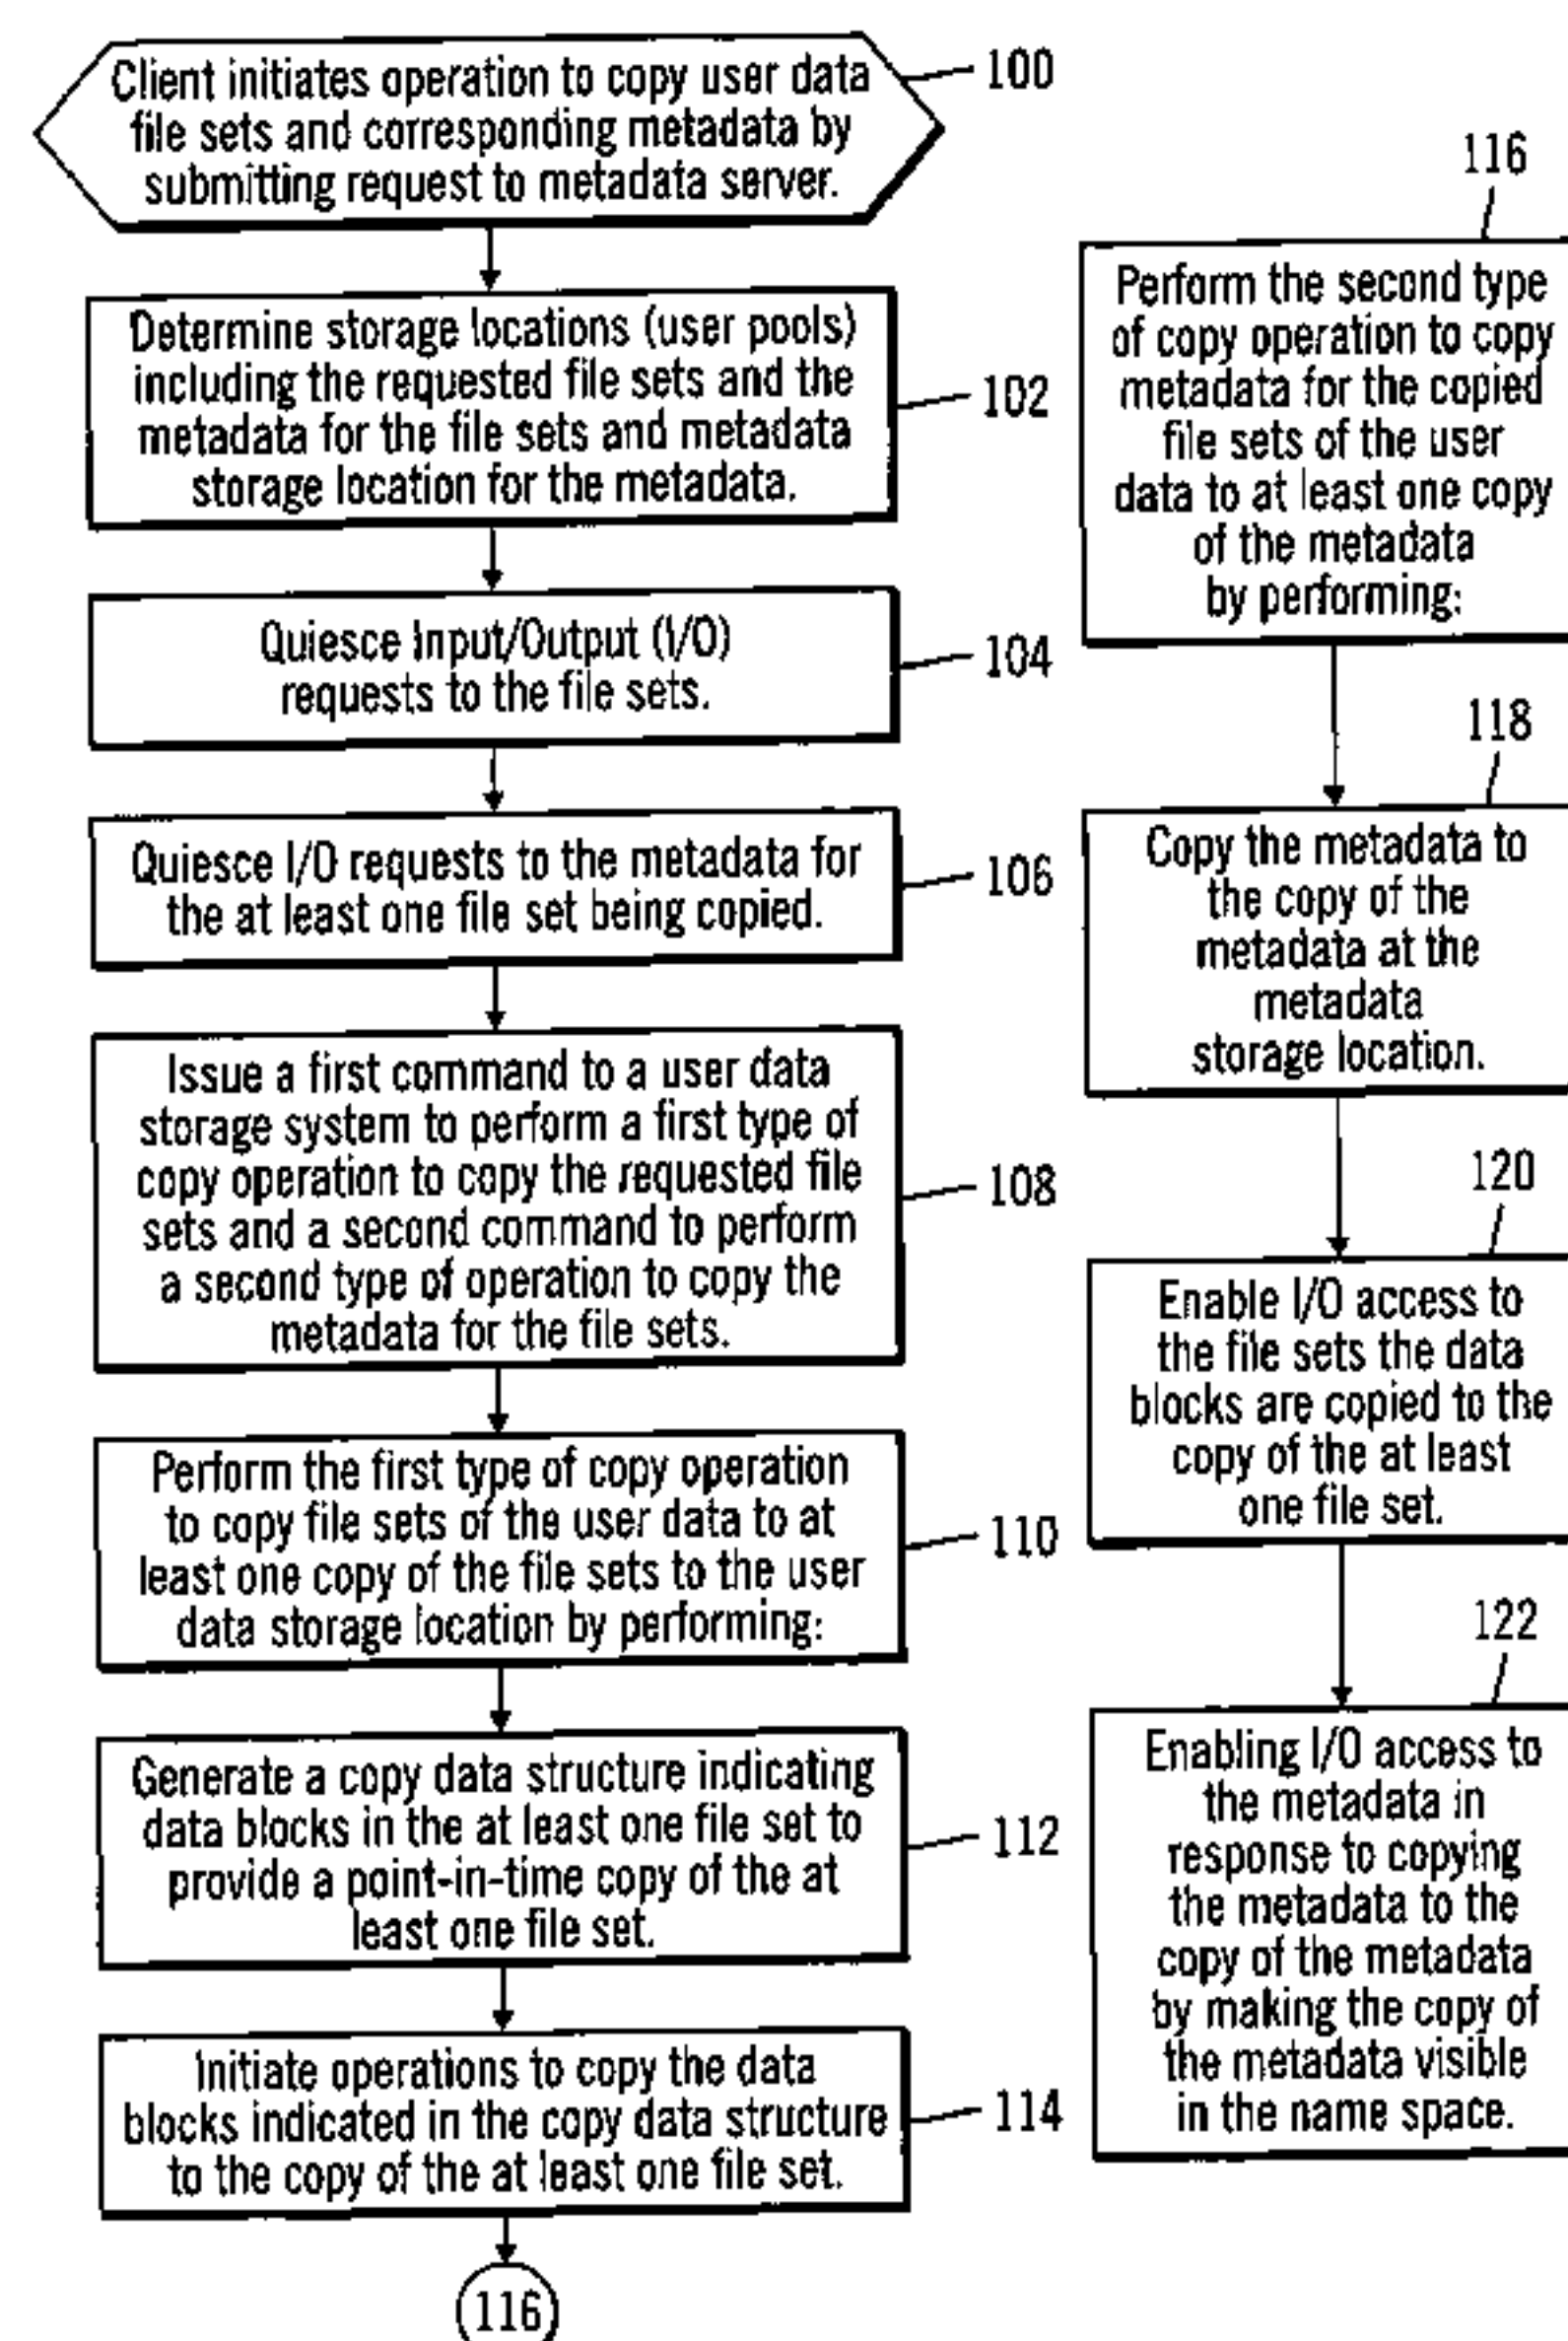 Client initiates operation to copy user data
file sets and corresponding metadata by
submitting request to metadata server.
100
Determine storage locations (user pools)
including the requested file sets and the
metadata for the file sets and metadata
storage location for the metadata.
102
Quiesce Input/Output (I/O)
requests to the file sets.
104
Quiesce I/O requests to the metadata for
the at least one file set being copied.
106
Issue a first command to a user data
storage system to perform a first type of
copy operation to copy the requested file
sets and a second command to perform
a second type of operation to copy the
metadata for the file sets.
108
Perform the first type of copy operation
to copy file sets of the user data to at
least one copy of the file sets to the user
data storage location by performing:
110
Generate a copy data structure indicating
data blocks in the at least one file set to
provide a point-in-time copy of the at
least one file set.
112
Initiate operations to copy the data
blocks indicated in the copy data structure
to the copy of the at least one file set.
114
116
116
Perform the second type
of copy operation to copy
metadata for the copied
file sets of the user
data to at least one copy
of the metadata
by performing:
118
Copy the metadata to
the copy of the
metadata at the
metadata
storage location.
120
Enable I/O access to
the file sets the data
blocks are copied to the
copy of the at least
one file set.
122
Enabling I/O access to
the metadata in
response to copying
the metadata to the
copy of the metadata
by making the copy of
the metadata visible
in the name space.